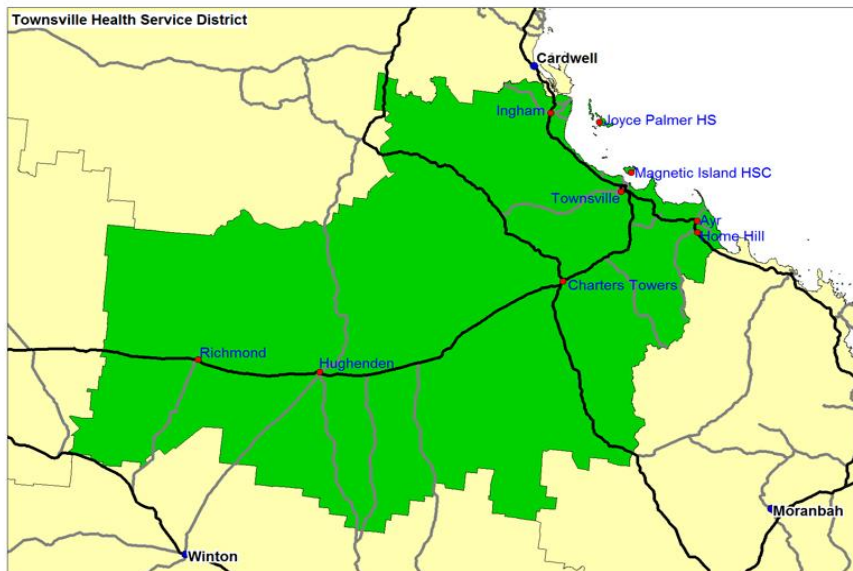 Townsville Health Service District
Cardwell
Ingham
Joyce Palmer HS
Magnetic Island HSC
Townsville
Ayr
Home Hill
Charters Towers
Richmond
Hughenden
Moranbah
Winton